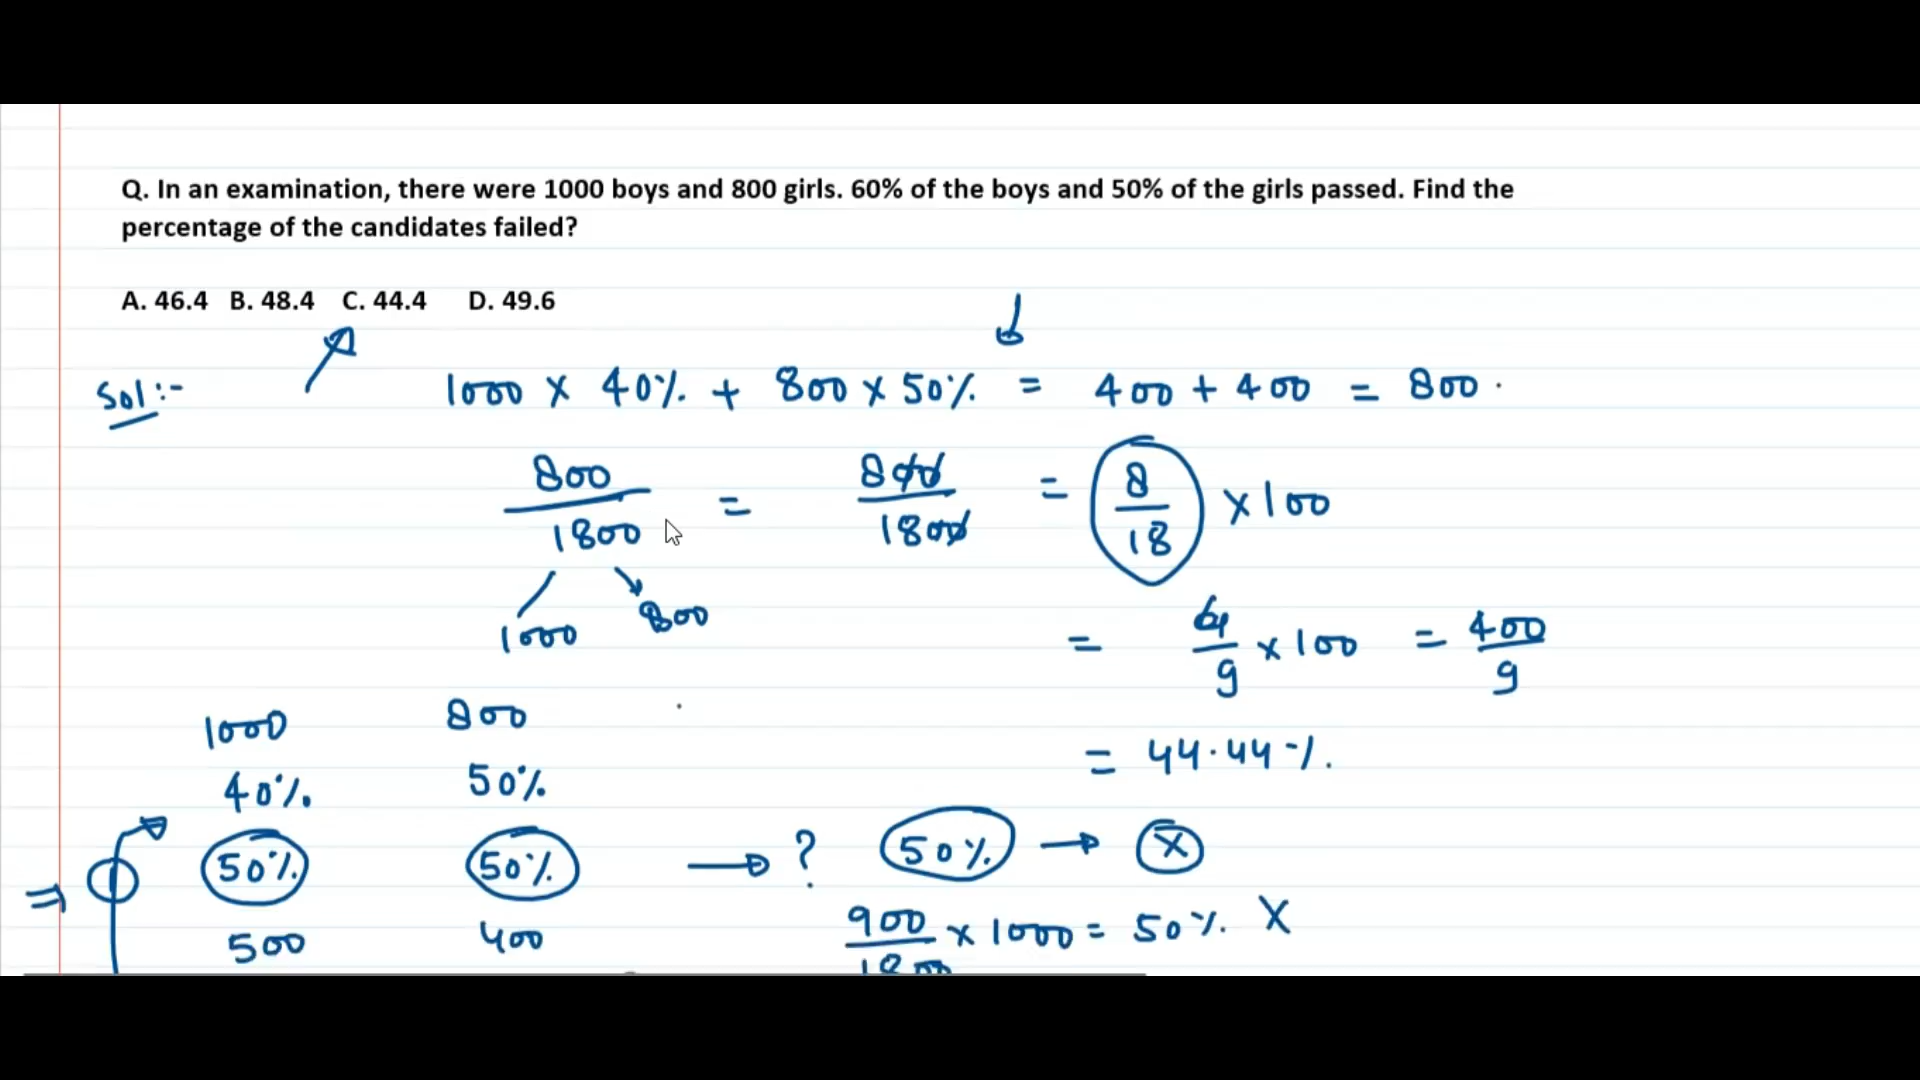 Q. In an examination, there were 1000 boys and 800 girls. 60% of the boys and 50% of the girls passed. Find the
percentage of the candidates failed?
A. 46.4 B. 48.4 C. 44.4 D. 49.6
Sol:- 1000 x 40% + 800 x 50% = 400 + 400 = 800.
800/1800 = 800/1800 = 8/18 x 100
1000 800
= 4/9 x 100 = 400/9
1000 800
= 44.44%.
40% 50%
50% 50% → ? 50% → x
⇒
500 400 900/1800 x 1000 = 50% X